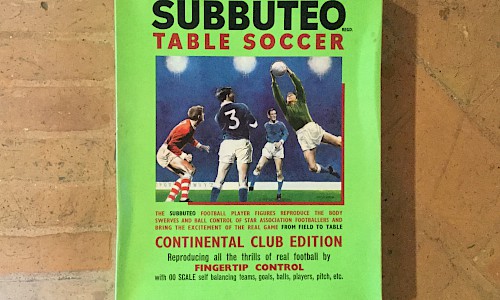 SUBBUTEO REGD.
TABLE SOCCER
3
THE SUBBUTEO FOOTBALL PLAYER FIGURES REPRODUCE THE BODY
SWERVES AND BALL CONTROL OF STAR ASSOCIATION FOOTBALLERS AND
BRING THE EXCITEMENT OF THE REAL GAME FROM FIELD TO TABLE
CONTINENTAL CLUB EDITION
Reproducing all the thrills of real football by
FINGERTIP CONTROL
with OO SCALE self balancing teams, goals, balls, players, pitch, etc.